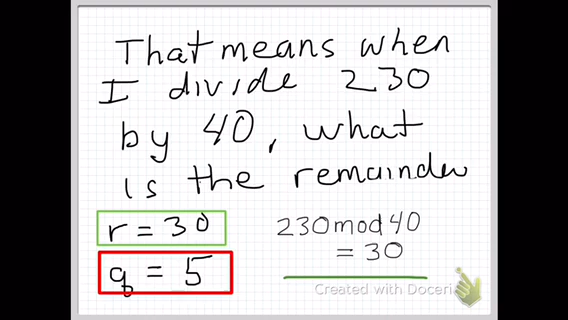 That means when
I divide 230
by 40, what
is the remainder
r = 30
230 mod 40
= 30
q = 5
Created with Doceri